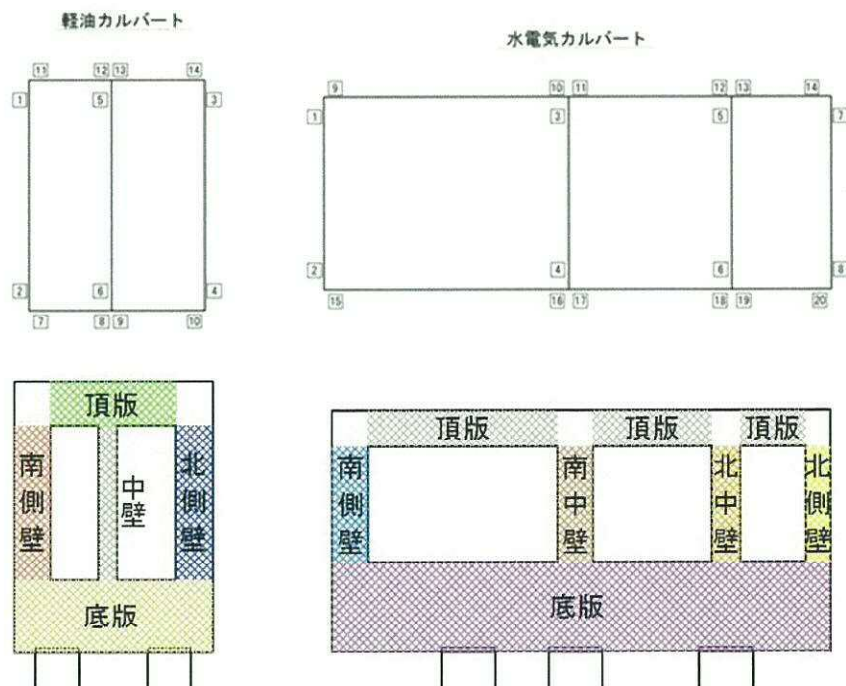 軽油カルバート
水電気カルバート
11 12 13 14
1 5 3
2 6 4
7 8 9 10
9 10 11 12 13 14
1 3 5 7
2 4 6 8
15 16 17 18 19 20
頂版
南側壁
中壁
北側壁
底版
頂版 頂版 頂版
南側壁
南中壁
北中壁
北側壁
底版